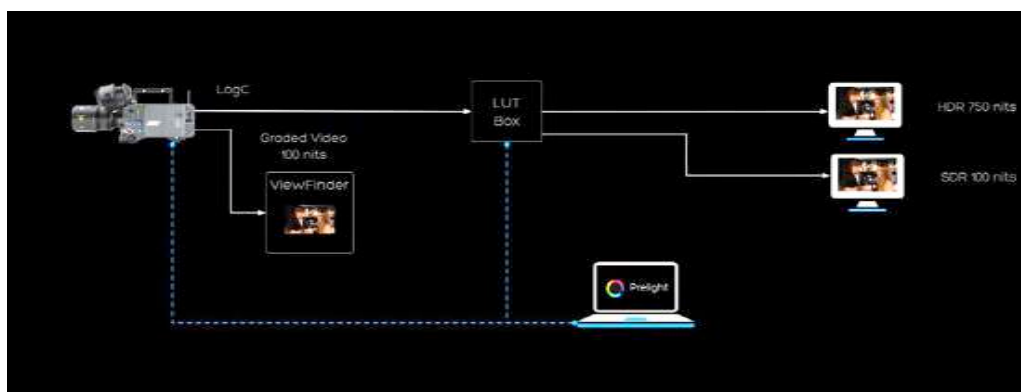 LogC
LUT
Box
HDR 750 nits
Graded Video
100 nits
ViewFinder
SDR 100 nits
Prelight